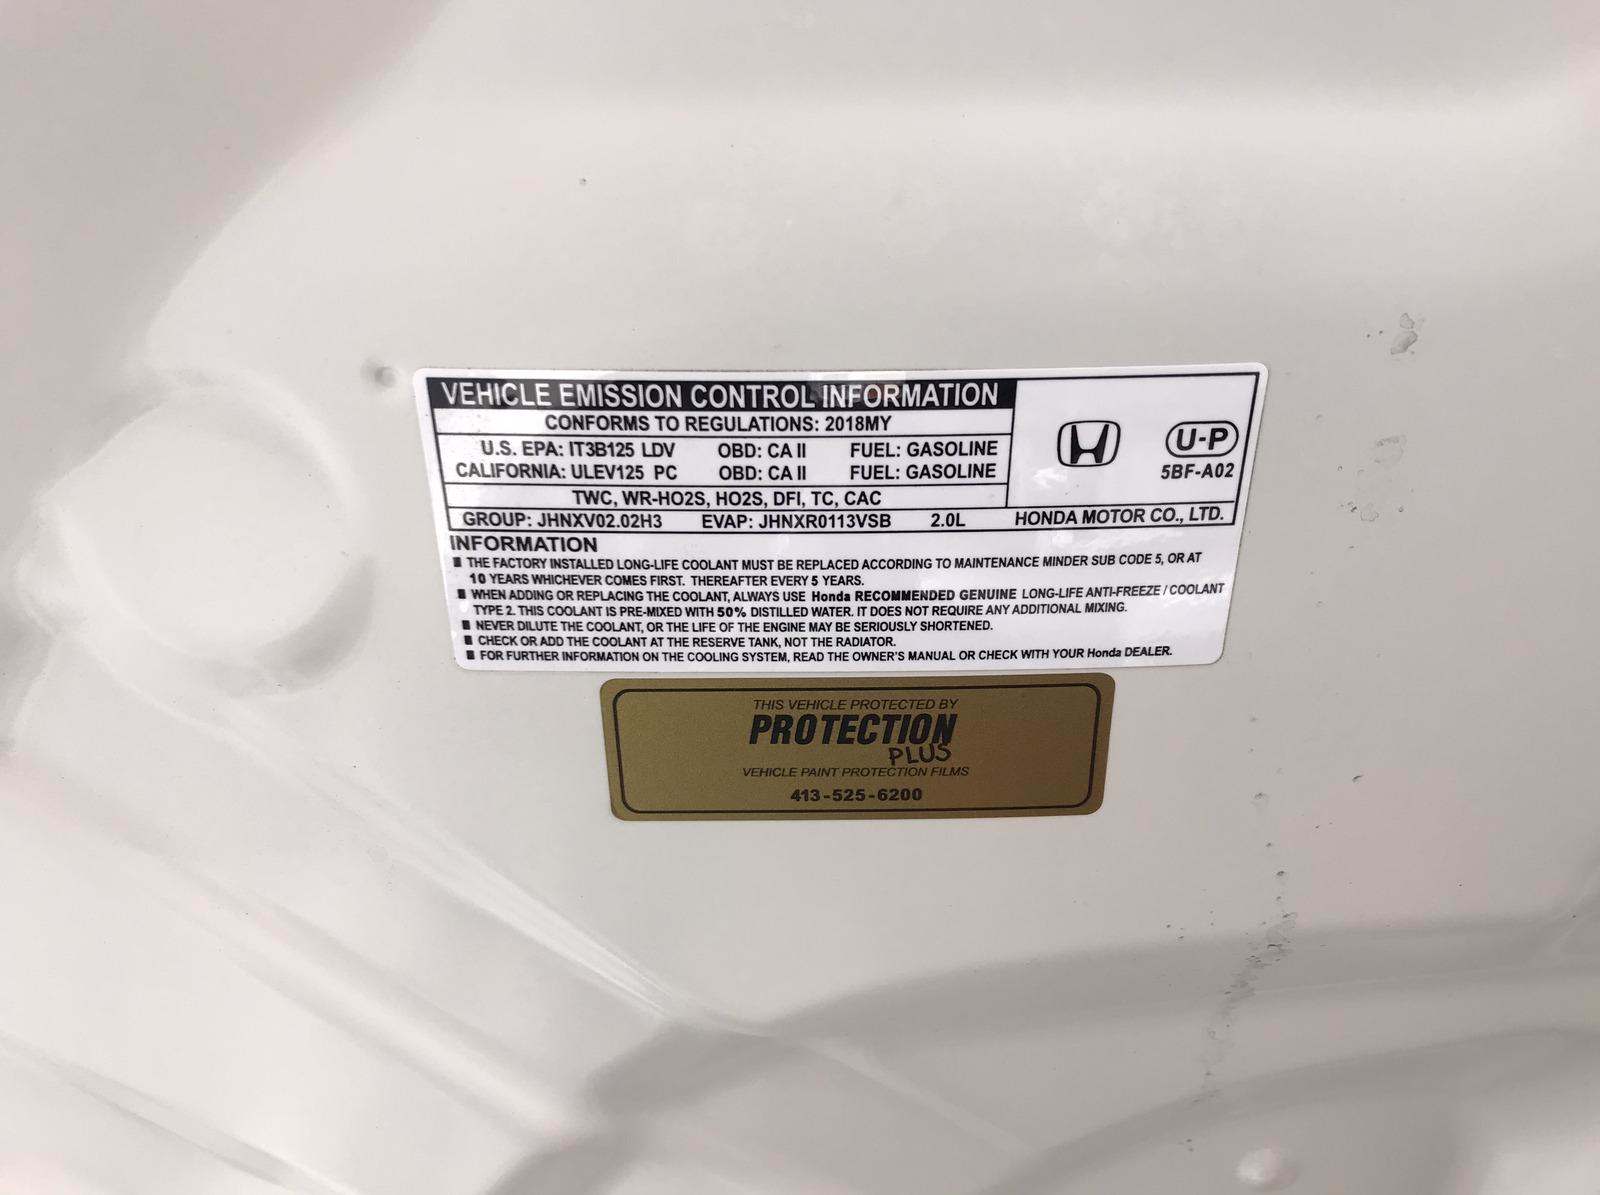 VEHICLE EMISSION CONTROL INFORMATION
CONFORMS TO REGULATIONS: 2018MY
U.S. EPA: IT3B125 LDV OBD: CA II FUEL: GASOLINE
CALIFORNIA: ULEV125 PC OBD: CA II FUEL: GASOLINE
TWC, WR-HO2S, HO2S, DFI, TC, CAC
GROUP: JHNXV02.02H3 EVAP: JHNXR0113VSB 2.0L
U-P
5BF-A02
HONDA MOTOR CO., LTD.
INFORMATION
■ THE FACTORY INSTALLED LONG-LIFE COOLANT MUST BE REPLACED ACCORDING TO MAINTENANCE MINDER SUB CODE 5, OR AT
10 YEARS WHICHEVER COMES FIRST. THEREAFTER EVERY 5 YEARS.
■ WHEN ADDING OR REPLACING THE COOLANT, ALWAYS USE Honda RECOMMENDED GENUINE LONG-LIFE ANTI-FREEZE / COOLANT
TYPE 2. THIS COOLANT IS PRE-MIXED WITH 50% DISTILLED WATER. IT DOES NOT REQUIRE ANY ADDITIONAL MIXING.
■ NEVER DILUTE THE COOLANT, OR THE LIFE OF THE ENGINE MAY BE SERIOUSLY SHORTENED.
■ CHECK OR ADD THE COOLANT AT THE RESERVE TANK, NOT THE RADIATOR.
■ FOR FURTHER INFORMATION ON THE COOLING SYSTEM, READ THE OWNER'S MANUAL OR CHECK WITH YOUR Honda DEALER.
THIS VEHICLE PROTECTED BY
PROTECTION
PLUS
VEHICLE PAINT PROTECTION FILMS
413-525-6200